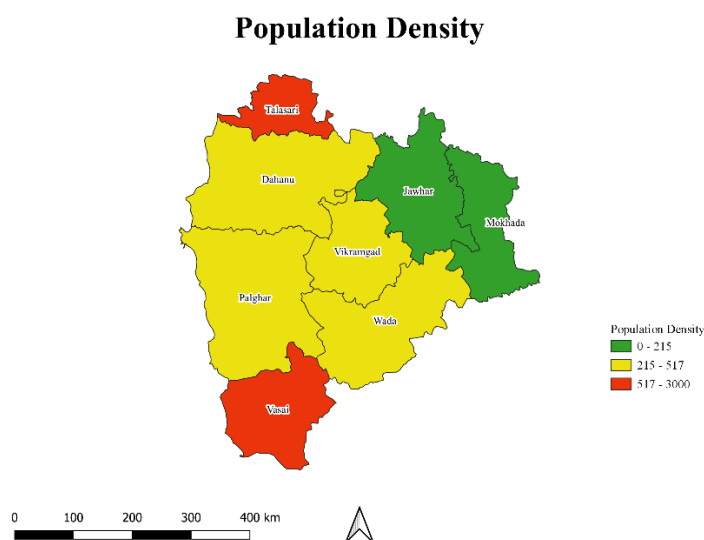 Population Density
Talasari
Dahanu
Jawhar
Mokhada
Vikramgad
Palghar
Wada
Vasai
Population Density
0 - 215
215 - 517
517 - 3000
0 100 200 300 400 km